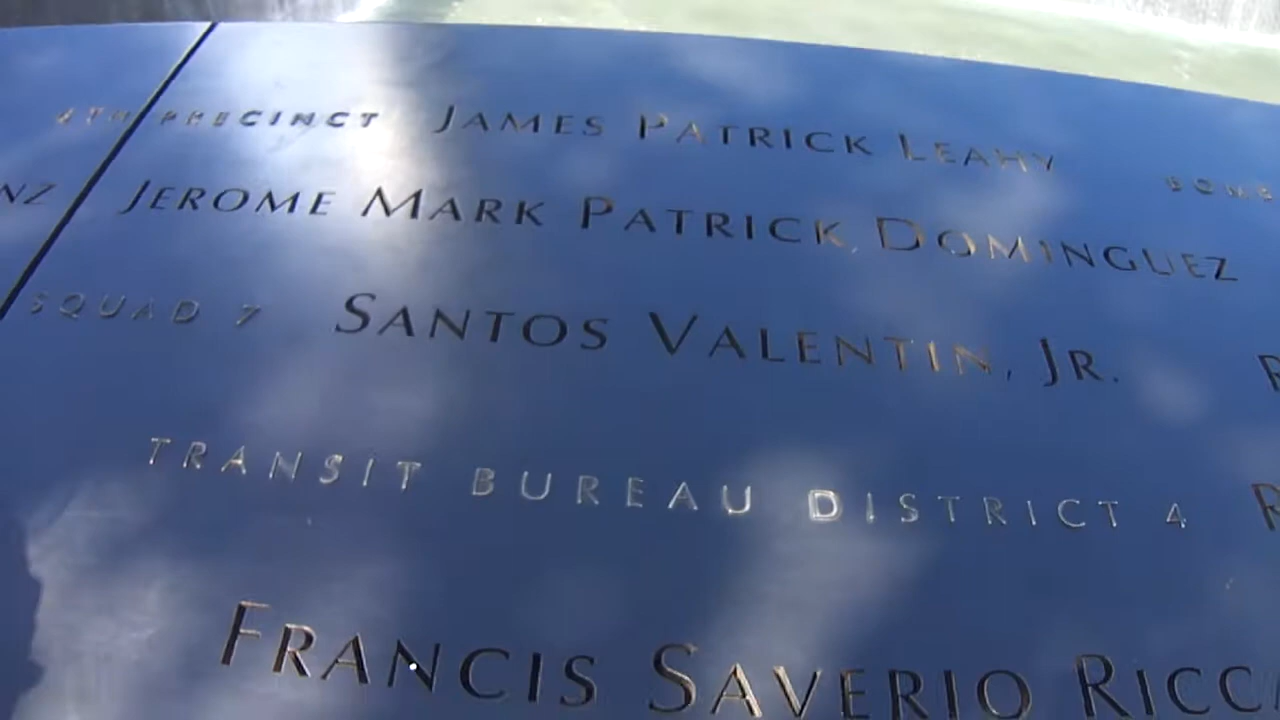 PRECINCT JAMES PATRICK LEAHY
JEROME MARK PATRICK DOMINGUEZ
SQUAD 7 SANTOS VALENTIN, JR.
TRANSIT BUREAU DISTRICT 4
FRANCIS SAVERIO RICC